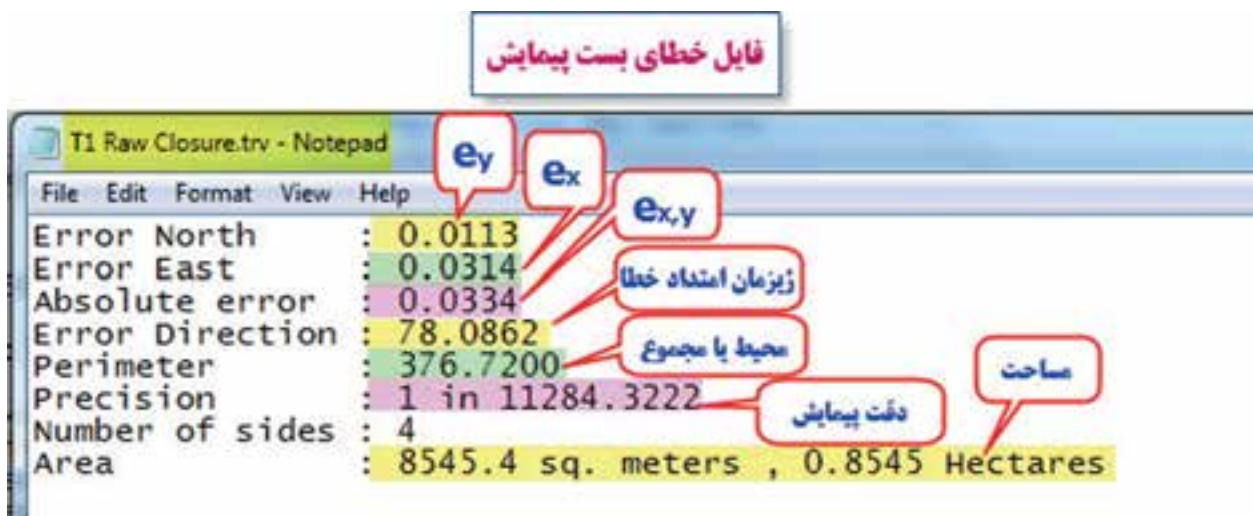 فایل خطای بست پیمایش
T1 Raw Closure.trv - Notepad
File Edit Format View Help
ey
ex
ex,y
Error North : 0.0113
Error East : 0.0314
Absolute error : 0.0334
ژیزمان امتداد خطا
Error Direction : 78.0862
محیط یا مجموع
Perimeter : 376.7200
Precision : 1 in 11284.3222
دقت پیمایش
مساحت
Number of sides : 4
Area : 8545.4 sq. meters , 0.8545 Hectares